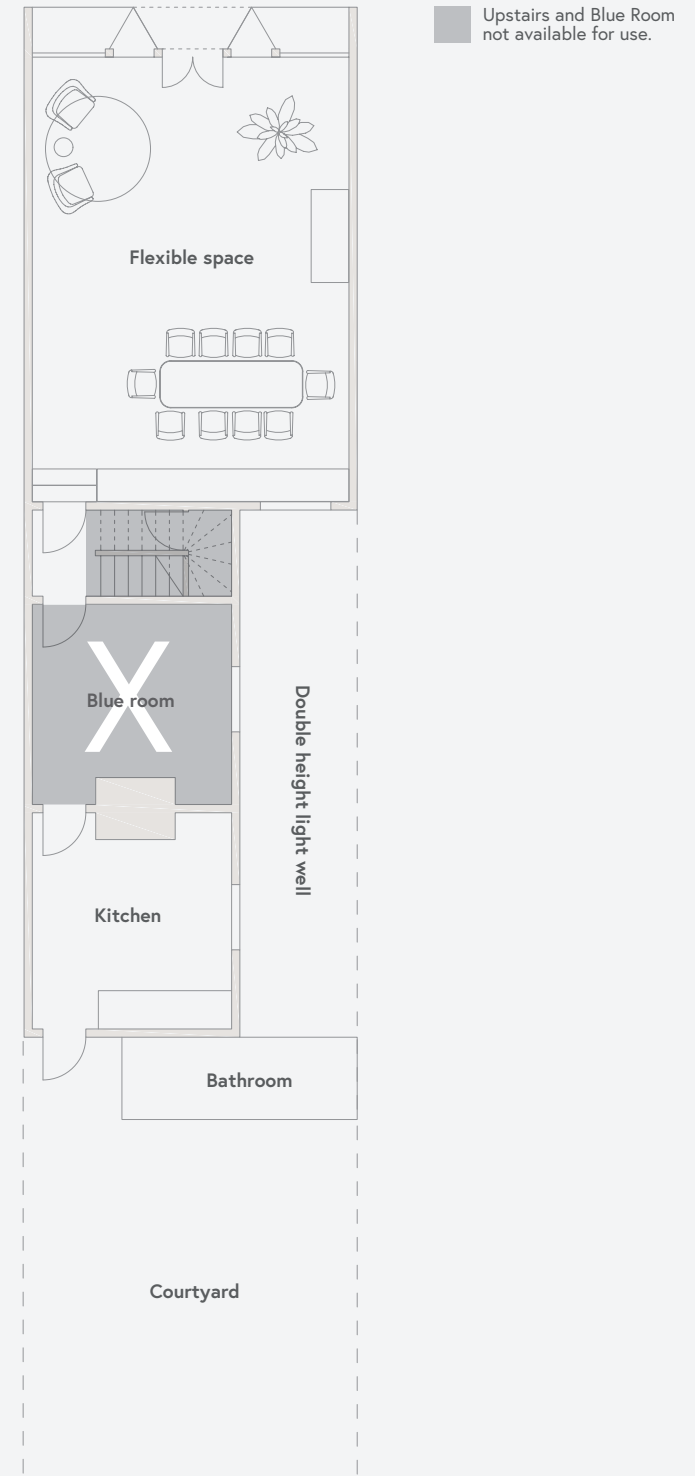 Upstairs and Blue Room
not available for use.
Flexible space
X
Blue room
Double height light well
Kitchen
Bathroom
Courtyard